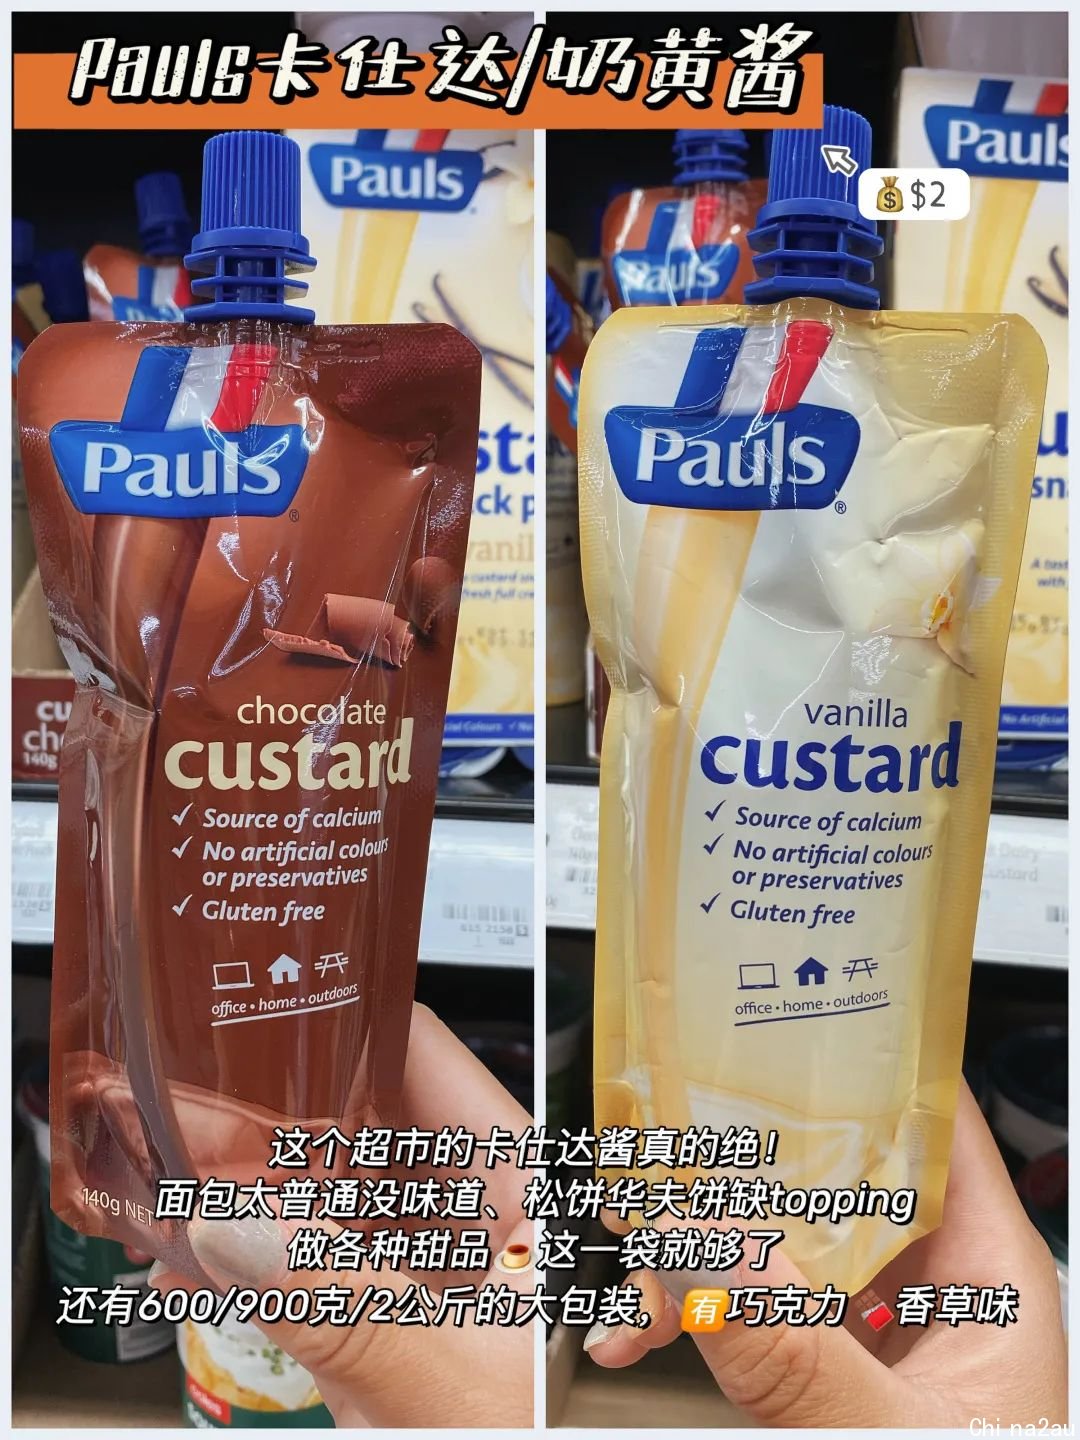 Pauls卡仕达/奶黄酱
$2
Pauls
Pauls
Pauls
Pauls®
chocolate
custard
✓ Source of calcium
✓ No artificial colours
or preservatives
✓ Gluten free
office • home • outdoors
140g NET
Pauls®
vanilla
custard
✓ Source of calcium
✓ No artificial colours
or preservatives
✓ Gluten free
office • home • outdoors
这个超市的卡仕达酱真的绝！
面包太普通没味道、松饼华夫饼缺topping
做各种甜品🍮这一袋就够了
还有600/900克/2公斤的大包装，🈶巧克力🍫香草味
China2au